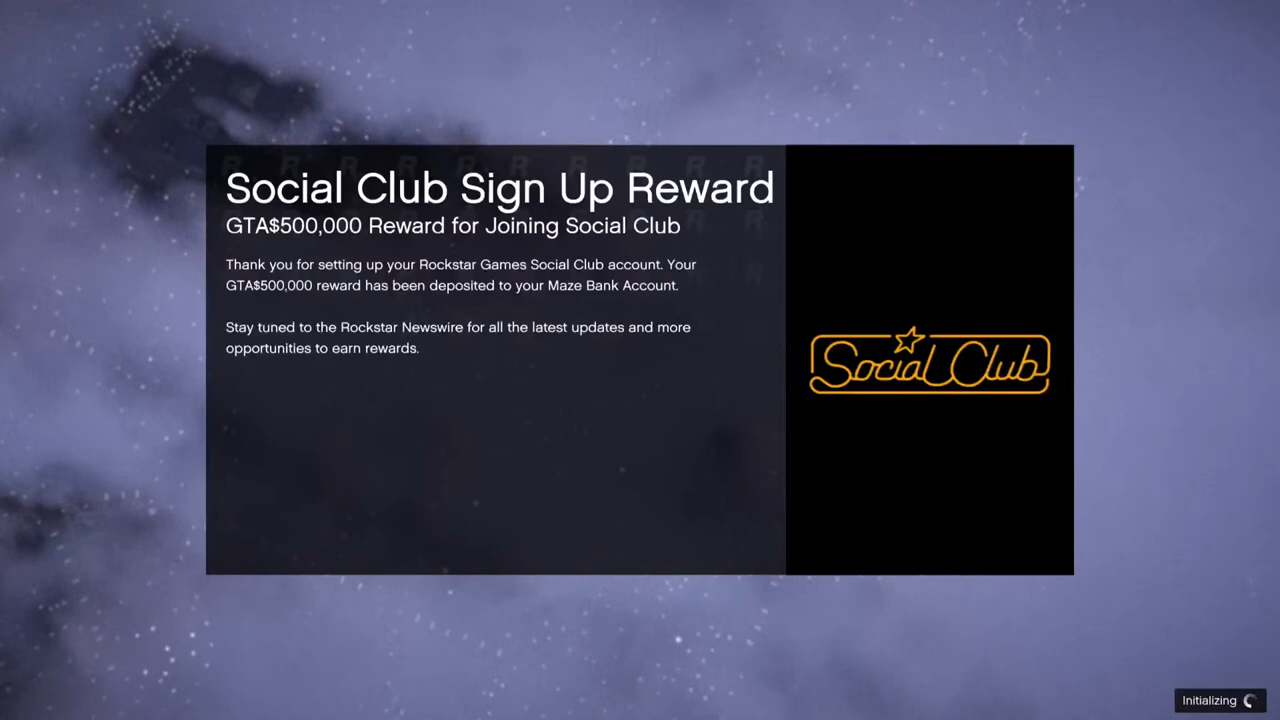 Social Club Sign Up Reward
GTA$500,000 Reward for Joining Social Club
Thank you for setting up your Rockstar Games Social Club account. Your
GTA$500,000 reward has been deposited to your Maze Bank Account.
Stay tuned to the Rockstar Newswire for all the latest updates and more
opportunities to earn rewards.
Social Club
Initializing